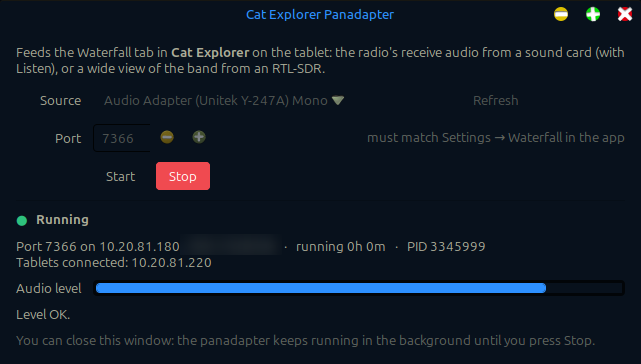 Cat Explorer Panadapter
Feeds the Waterfall tab in Cat Explorer on the tablet: the radio's receive audio from a sound card (with
Listen), or a wide view of the band from an RTL-SDR.
Source Audio Adapter (Unitek Y-247A) Mono Refresh
Port 7366 must match Settings → Waterfall in the app
Start Stop
Running
Port 7366 on 10.20.81.180 · running 0h 0m · PID 3345999
Tablets connected: 10.20.81.220
Audio level
Level OK.
You can close this window: the panadapter keeps running in the background until you press Stop.